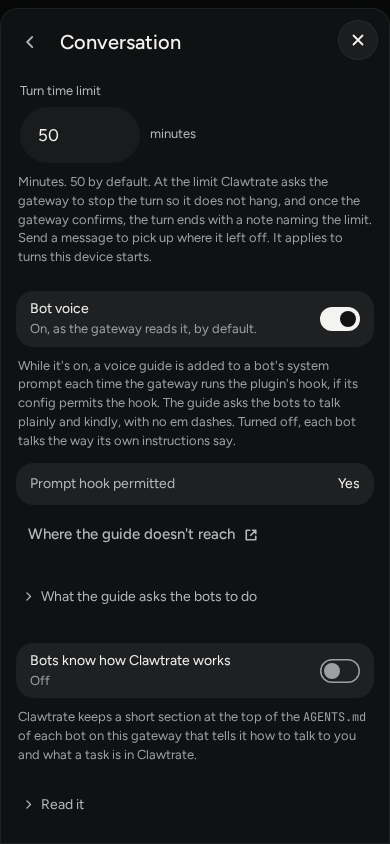 Conversation
Turn time limit
50 minutes
Minutes. 50 by default. At the limit Clawtrate asks the
gateway to stop the turn so it does not hang, and once the
gateway confirms, the turn ends with a note naming the limit.
Send a message to pick up where it left off. It applies to
turns this device starts.
Bot voice
On, as the gateway reads it, by default.
While it's on, a voice guide is added to a bot's system
prompt each time the gateway runs the plugin's hook, if its
config permits the hook. The guide asks the bots to talk
plainly and kindly, with no em dashes. Turned off, each bot
talks the way its own instructions say.
Prompt hook permitted Yes
Where the guide doesn't reach
What the guide asks the bots to do
Bots know how Clawtrate works
Off
Clawtrate keeps a short section at the top of the AGENTS.md
of each bot on this gateway that tells it how to talk to you
and what a task is in Clawtrate.
Read it